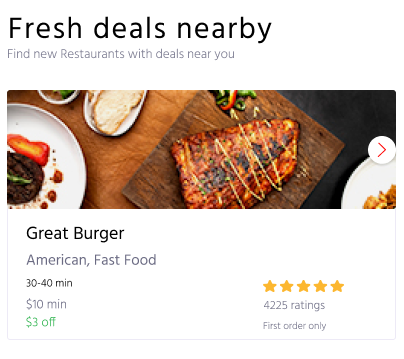 Fresh deals nearby
Find new Restaurants with deals near you
Great Burger
American, Fast Food
30-40 min
$10 min
$3 off
4225 ratings
First order only